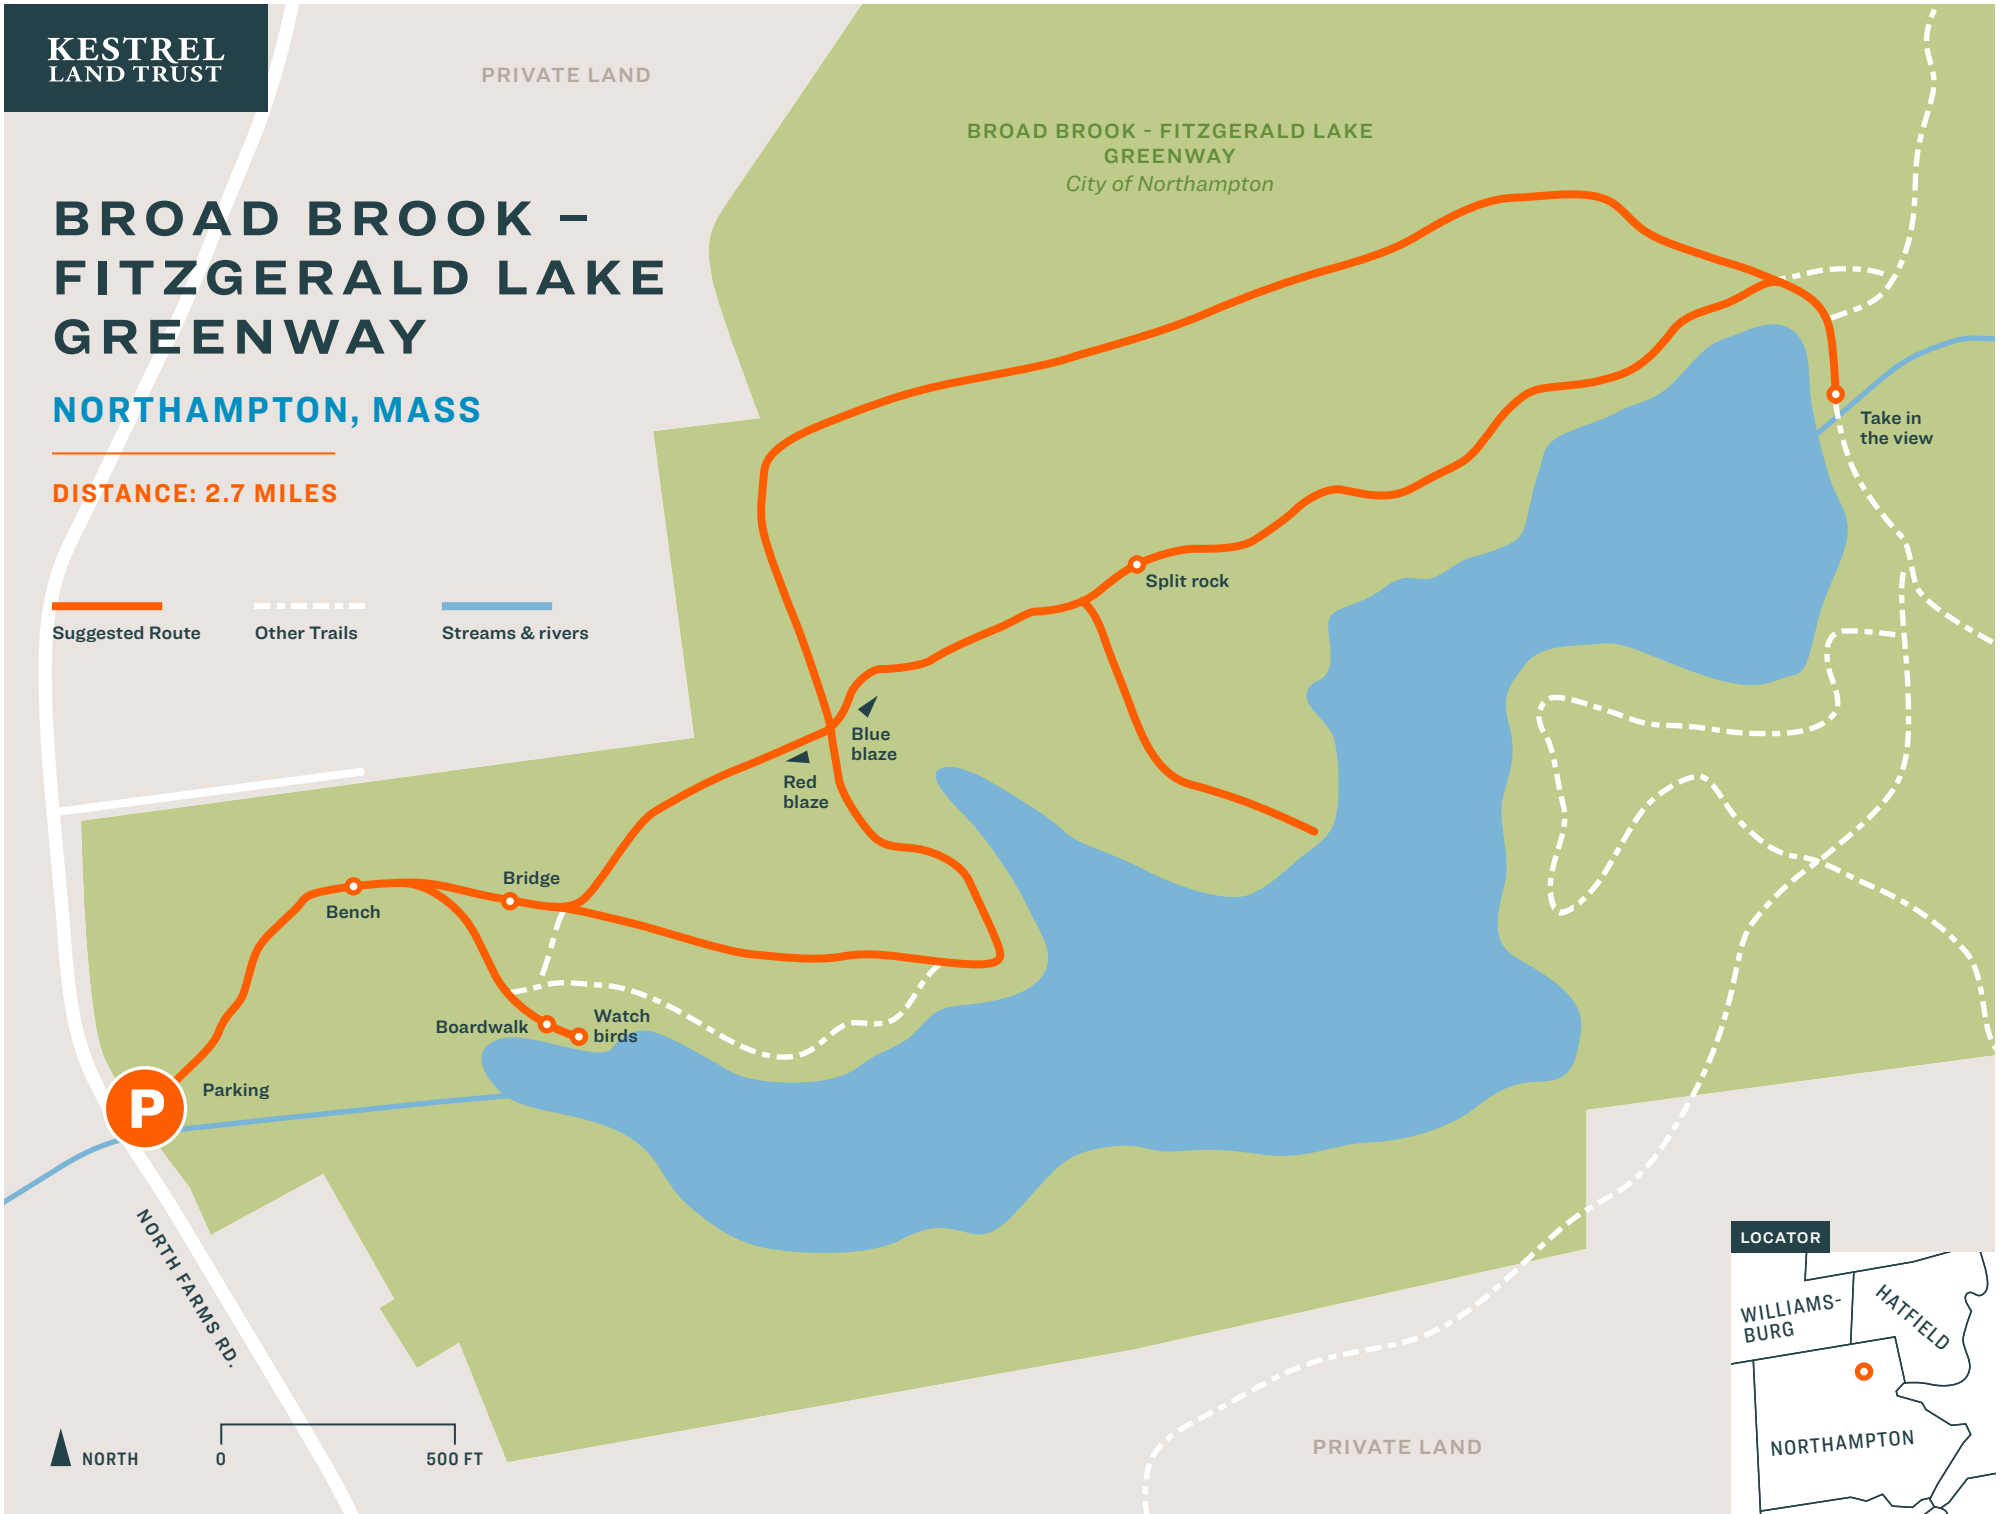 KESTREL
LAND TRUST
PRIVATE LAND
BROAD BROOK - FITZGERALD LAKE
GREENWAY
City of Northampton
BROAD BROOK –
FITZGERALD LAKE
GREENWAY
NORTHAMPTON, MASS
DISTANCE: 2.7 MILES
Suggested Route
Other Trails
Streams & rivers
Take in
the view
Split rock
Blue
blaze
Red
blaze
Bridge
Bench
Watch
birds
Boardwalk
Parking
P
NORTH FARMS RD.
NORTH
0
500 FT
PRIVATE LAND
LOCATOR
WILLIAMS-
BURG
HATFIELD
NORTHAMPTON